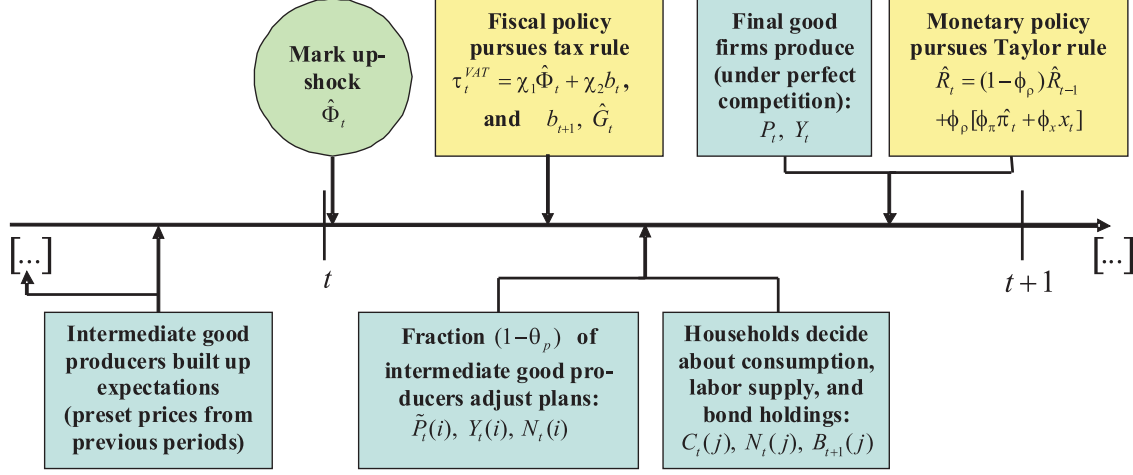 Mark up-
shock
Φ̂_t
Fiscal policy
pursues tax rule
τ_t^{VAT} = χ_1Φ̂_t + χ_2b_t,
and b_{t+1}, Ĝ_t
Final good
firms produce
(under perfect
competition):
P_t, Y_t
Monetary policy
pursues Taylor rule
R̂_t = (1−ϕ_ρ)R̂_{t−1}
+ϕ_ρ[ϕ_π π̂_t + ϕ_x x_t]
[...]
t
t+1
[...]
Intermediate good
producers built up
expectations
(preset prices from
previous periods)
Fraction (1−θ_p) of
intermediate good pro-
ducers adjust plans:
P̃_t(i), Y_t(i), N_t(i)
Households decide
about consumption,
labor supply, and
bond holdings:
C_t(j), N_t(j), B_{t+1}(j)